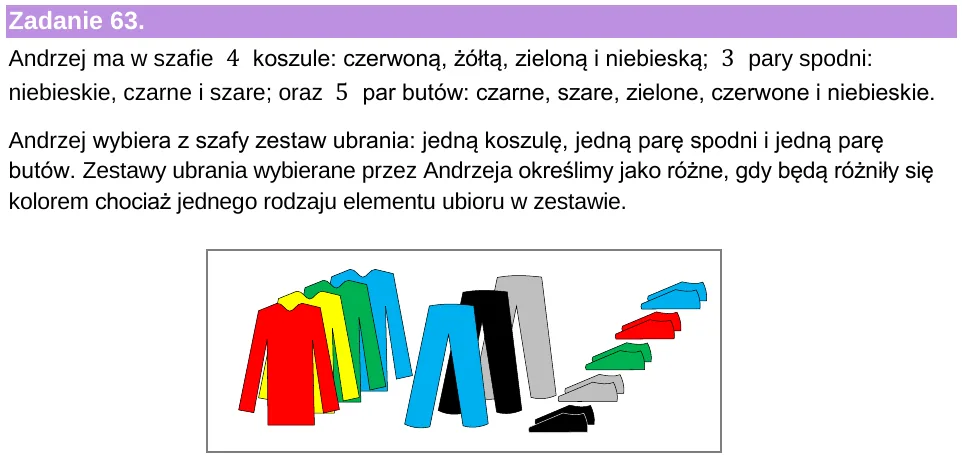 Zadanie 63.
Andrzej ma w szafie 4 koszule: czerwoną, żółtą, zieloną i niebieską; 3 pary spodni:
niebieskie, czarne i szare; oraz 5 par butów: czarne, szare, zielone, czerwone i niebieskie.
Andrzej wybiera z szafy zestaw ubrania: jedną koszulę, jedną parę spodni i jedną parę
butów. Zestawy ubrania wybierane przez Andrzeja określimy jako różne, gdy będą różniły się
kolorem chociaż jednego rodzaju elementu ubioru w zestawie.